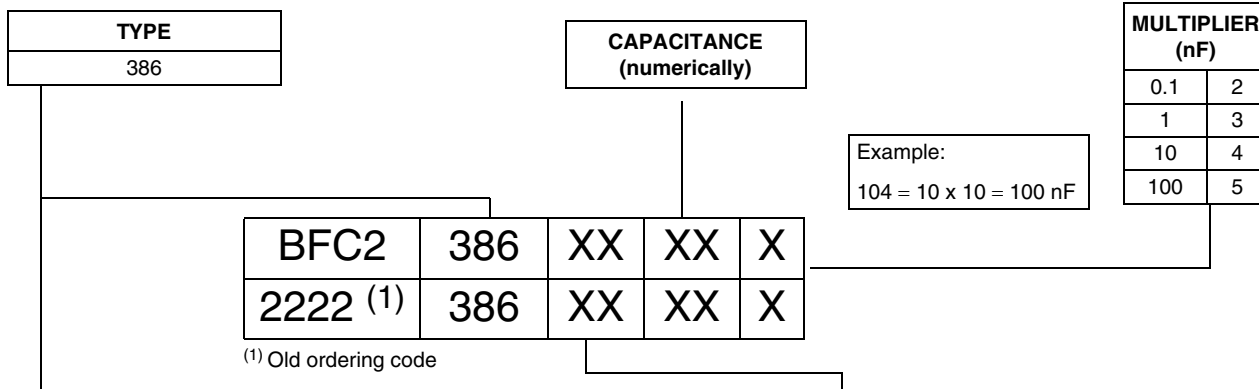 TYPE
386
CAPACITANCE
(numerically)
MULTIPLIER
(nF)
0.1 2
1 3
10 4
100 5
Example:
104 = 10 x 10 = 100 nF
BFC2 386 XX XX X
2222 (1) 386 XX XX X
(1) Old ordering code